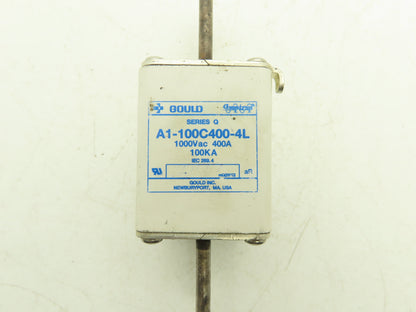 GOULD
SERIES Q
A1-100C400-4L
1000Vac 400A
100KA
IEC 269.4
aR
GOULD INC.
NEWBURYPORT, MA, USA